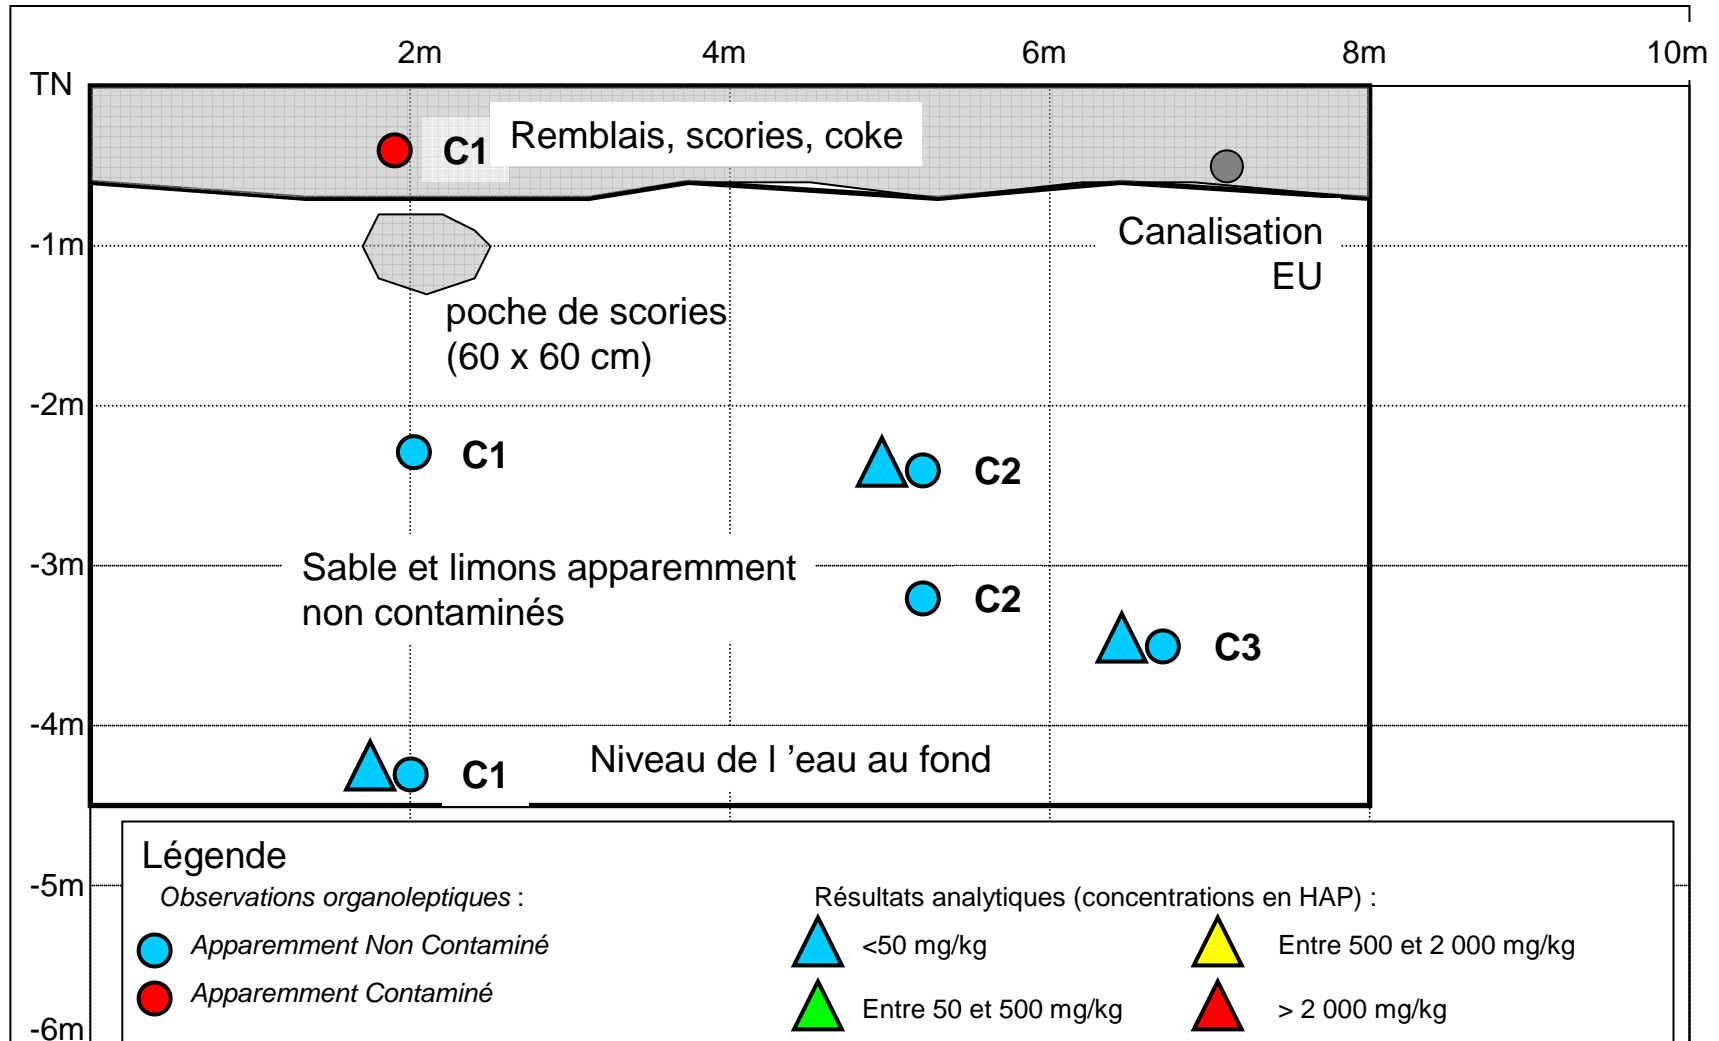 2m 4m 6m 8m 10m
TN
C1 Remblais, scories, coke
-1m
Canalisation
EU
poche de scories
(60 x 60 cm)
-2m
C1
C2
-3m
Sable et limons apparemment
non contaminés
C2
C3
-4m
Niveau de l ’eau au fond
C1
Légende
-5m
Observations organoleptiques :
Résultats analytiques (concentrations en HAP) :
Apparemment Non Contaminé
<50 mg/kg
Entre 500 et 2 000 mg/kg
Apparemment Contaminé
Entre 50 et 500 mg/kg
> 2 000 mg/kg
-6m